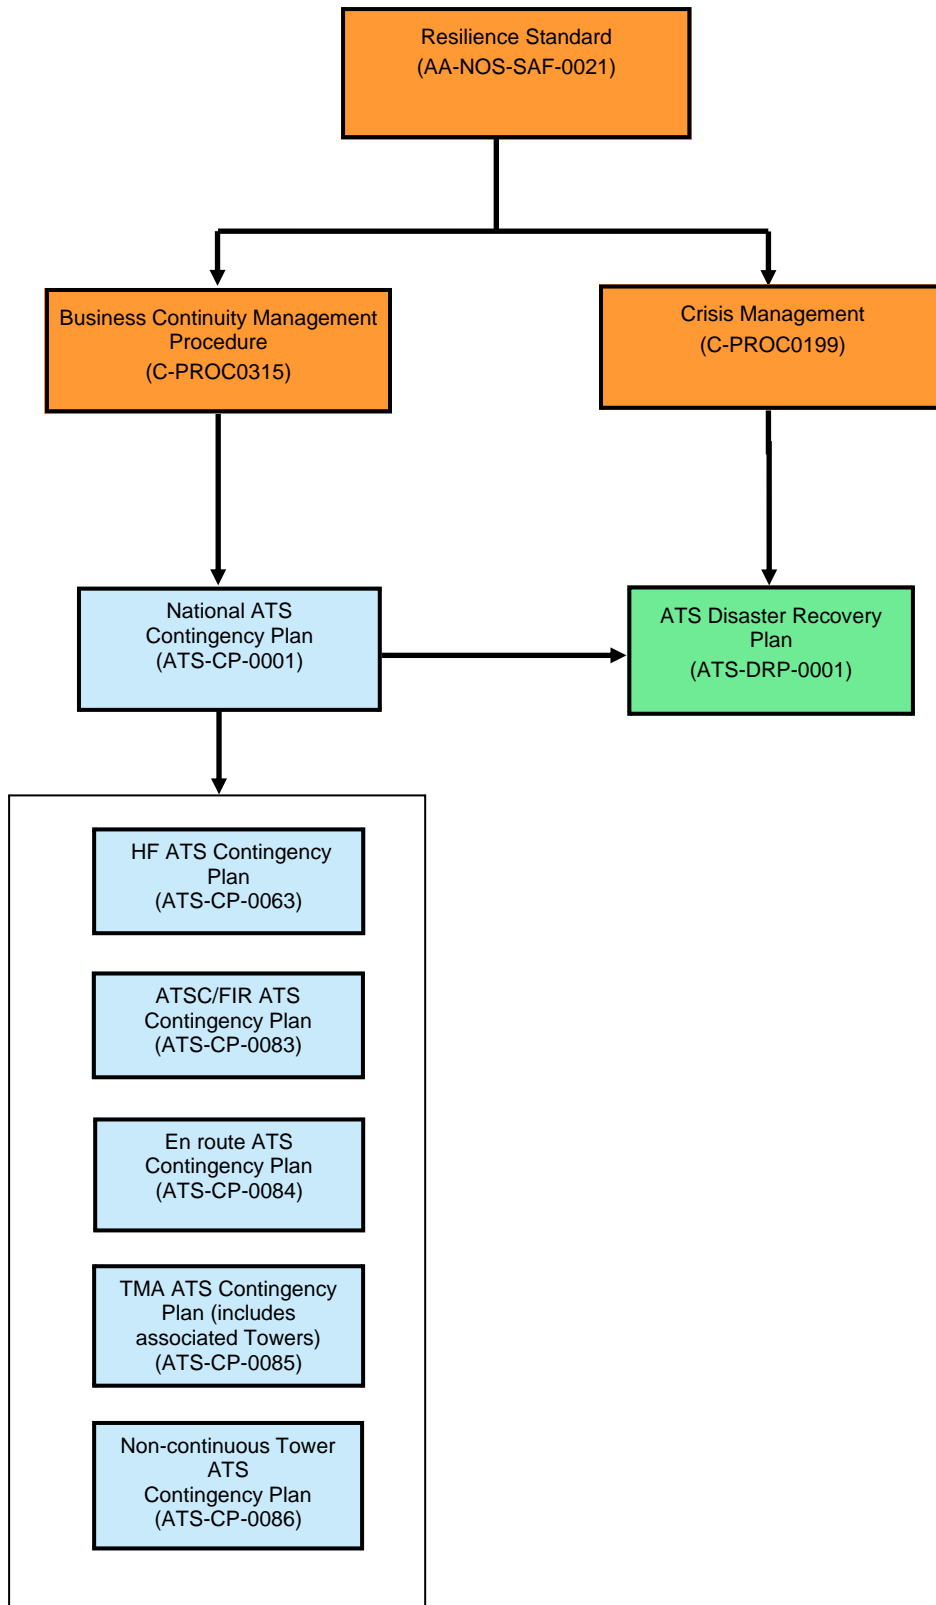 Resilience Standard
(AA-NOS-SAF-0021)
Business Continuity Management
Procedure
(C-PROC0315)
Crisis Management
(C-PROC0199)
National ATS
Contingency Plan
(ATS-CP-0001)
ATS Disaster Recovery
Plan
(ATS-DRP-0001)
HF ATS Contingency
Plan
(ATS-CP-0063)
ATSC/FIR ATS
Contingency Plan
(ATS-CP-0083)
En route ATS
Contingency Plan
(ATS-CP-0084)
TMA ATS Contingency
Plan (includes
associated Towers)
(ATS-CP-0085)
Non-continuous Tower
ATS
Contingency Plan
(ATS-CP-0086)